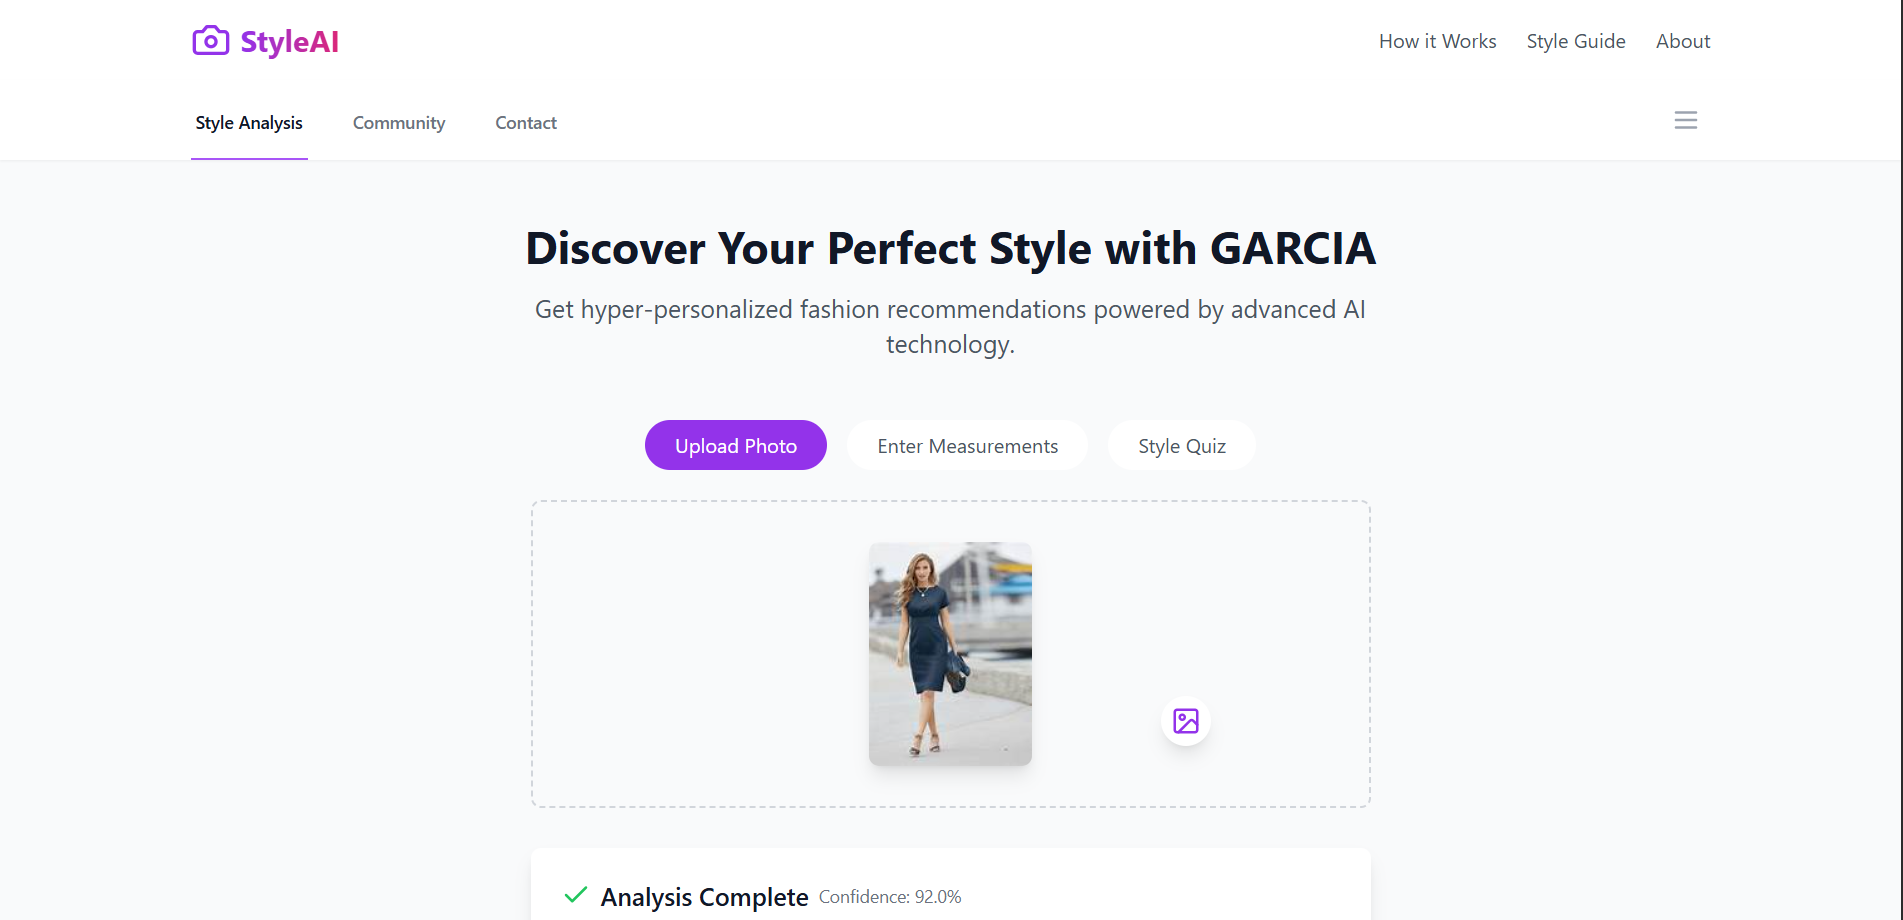 StyleAI
How it Works
Style Guide
About
Style Analysis
Community
Contact
Discover Your Perfect Style with GARCIA
Get hyper-personalized fashion recommendations powered by advanced AI
technology.
Upload Photo
Enter Measurements
Style Quiz
Analysis Complete Confidence: 92.0%